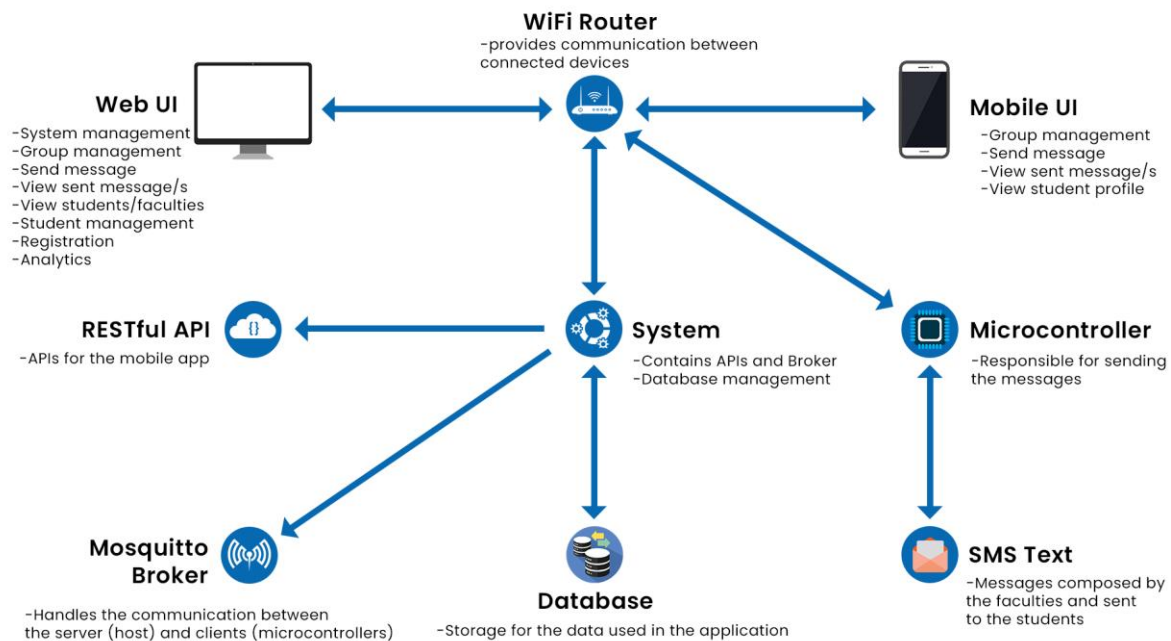 WiFi Router
-provides communication between
connected devices
Web UI
-System management
-Group management
-Send message
-View sent message/s
-View students/faculties
-Student management
-Registration
-Analytics
Mobile UI
-Group management
-Send message
-View sent message/s
-View student profile
RESTful API
-APIs for the mobile app
{}
System
-Contains APIs and Broker
-Database management
Microcontroller
-Responsible for sending
the messages
Mosquitto
Broker
-Handles the communication between
the server (host) and clients (microcontrollers)
Database
-Storage for the data used in the application
SMS Text
-Messages composed by
the faculties and sent
to the students